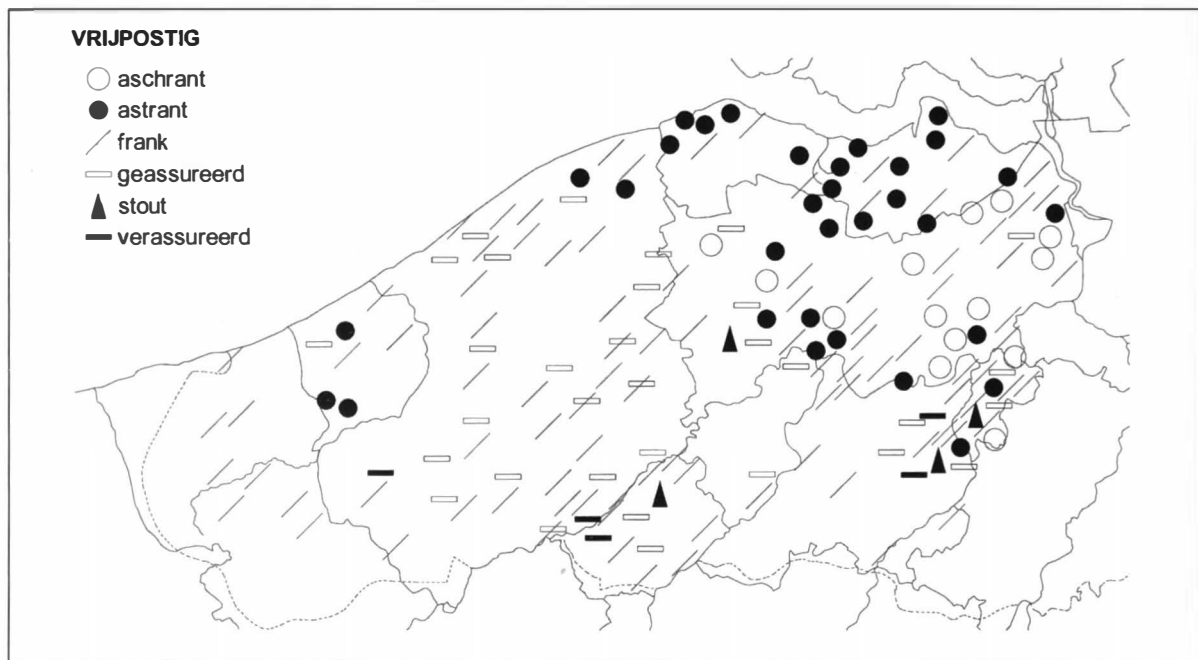 VRIJPOSTIG
aschrant
astrant
frank
geassureerd
stout
verassureerd